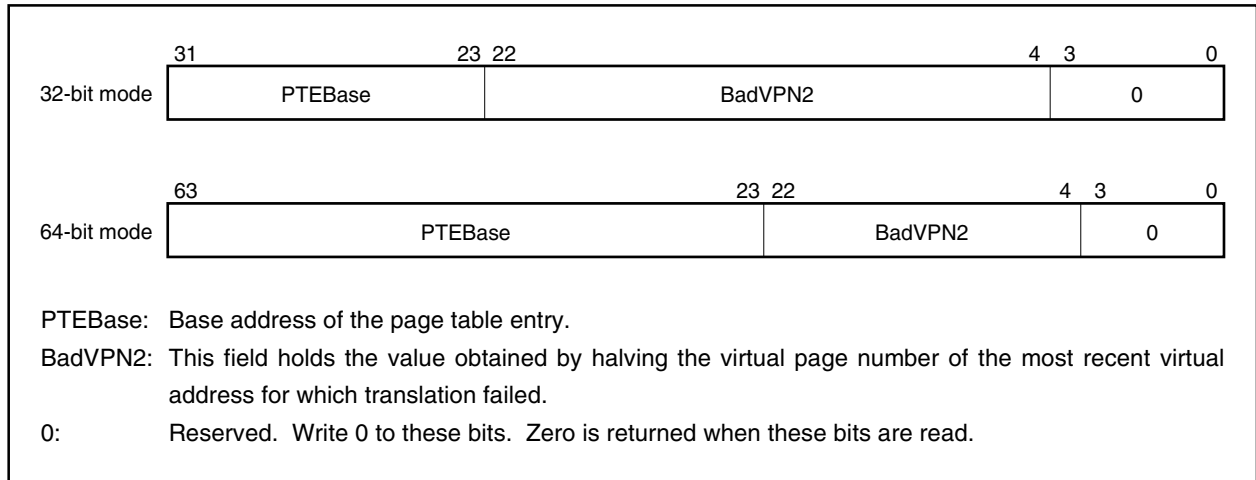 31 23 22 4 3 0
32-bit mode PTEBase BadVPN2 0
63 23 22 4 3 0
64-bit mode PTEBase BadVPN2 0
PTEBase: Base address of the page table entry.
BadVPN2: This field holds the value obtained by halving the virtual page number of the most recent virtual
address for which translation failed.
0: Reserved. Write 0 to these bits. Zero is returned when these bits are read.